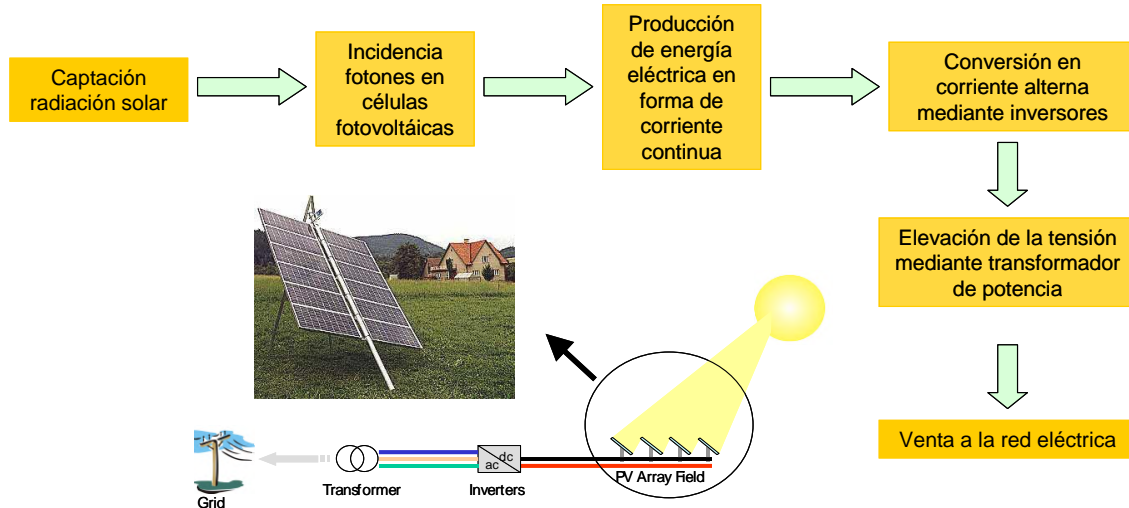 Captación
radiación solar
Incidencia
fotones en
células
fotovoltáicas
Producción
de energía
eléctrica en
forma de
corriente
continua
Conversión en
corriente alterna
mediante inversores
Elevación de la tensión
mediante transformador
de potencia
Venta a la red eléctrica
Grid
Transformer
ac
dc
Inverters
PV Array Field